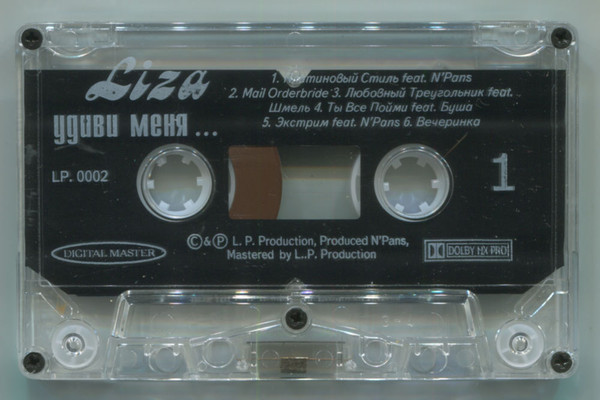 Liza
удиви меня...
1. стиновый Стиль feat. N'Pans
2. Mail Orderbride 3. Любовный Треугольник feat.
Шмель 4. Ты Все Пойми feat. Буша
5. Экстрим feat. N'Pans 6. Вечеринка
LP. 0002
1
DIGITAL MASTER
©&℗ L. P. Production, Produced N'Pans,
Mastered by L..P. Production
DOLBY HX PRO